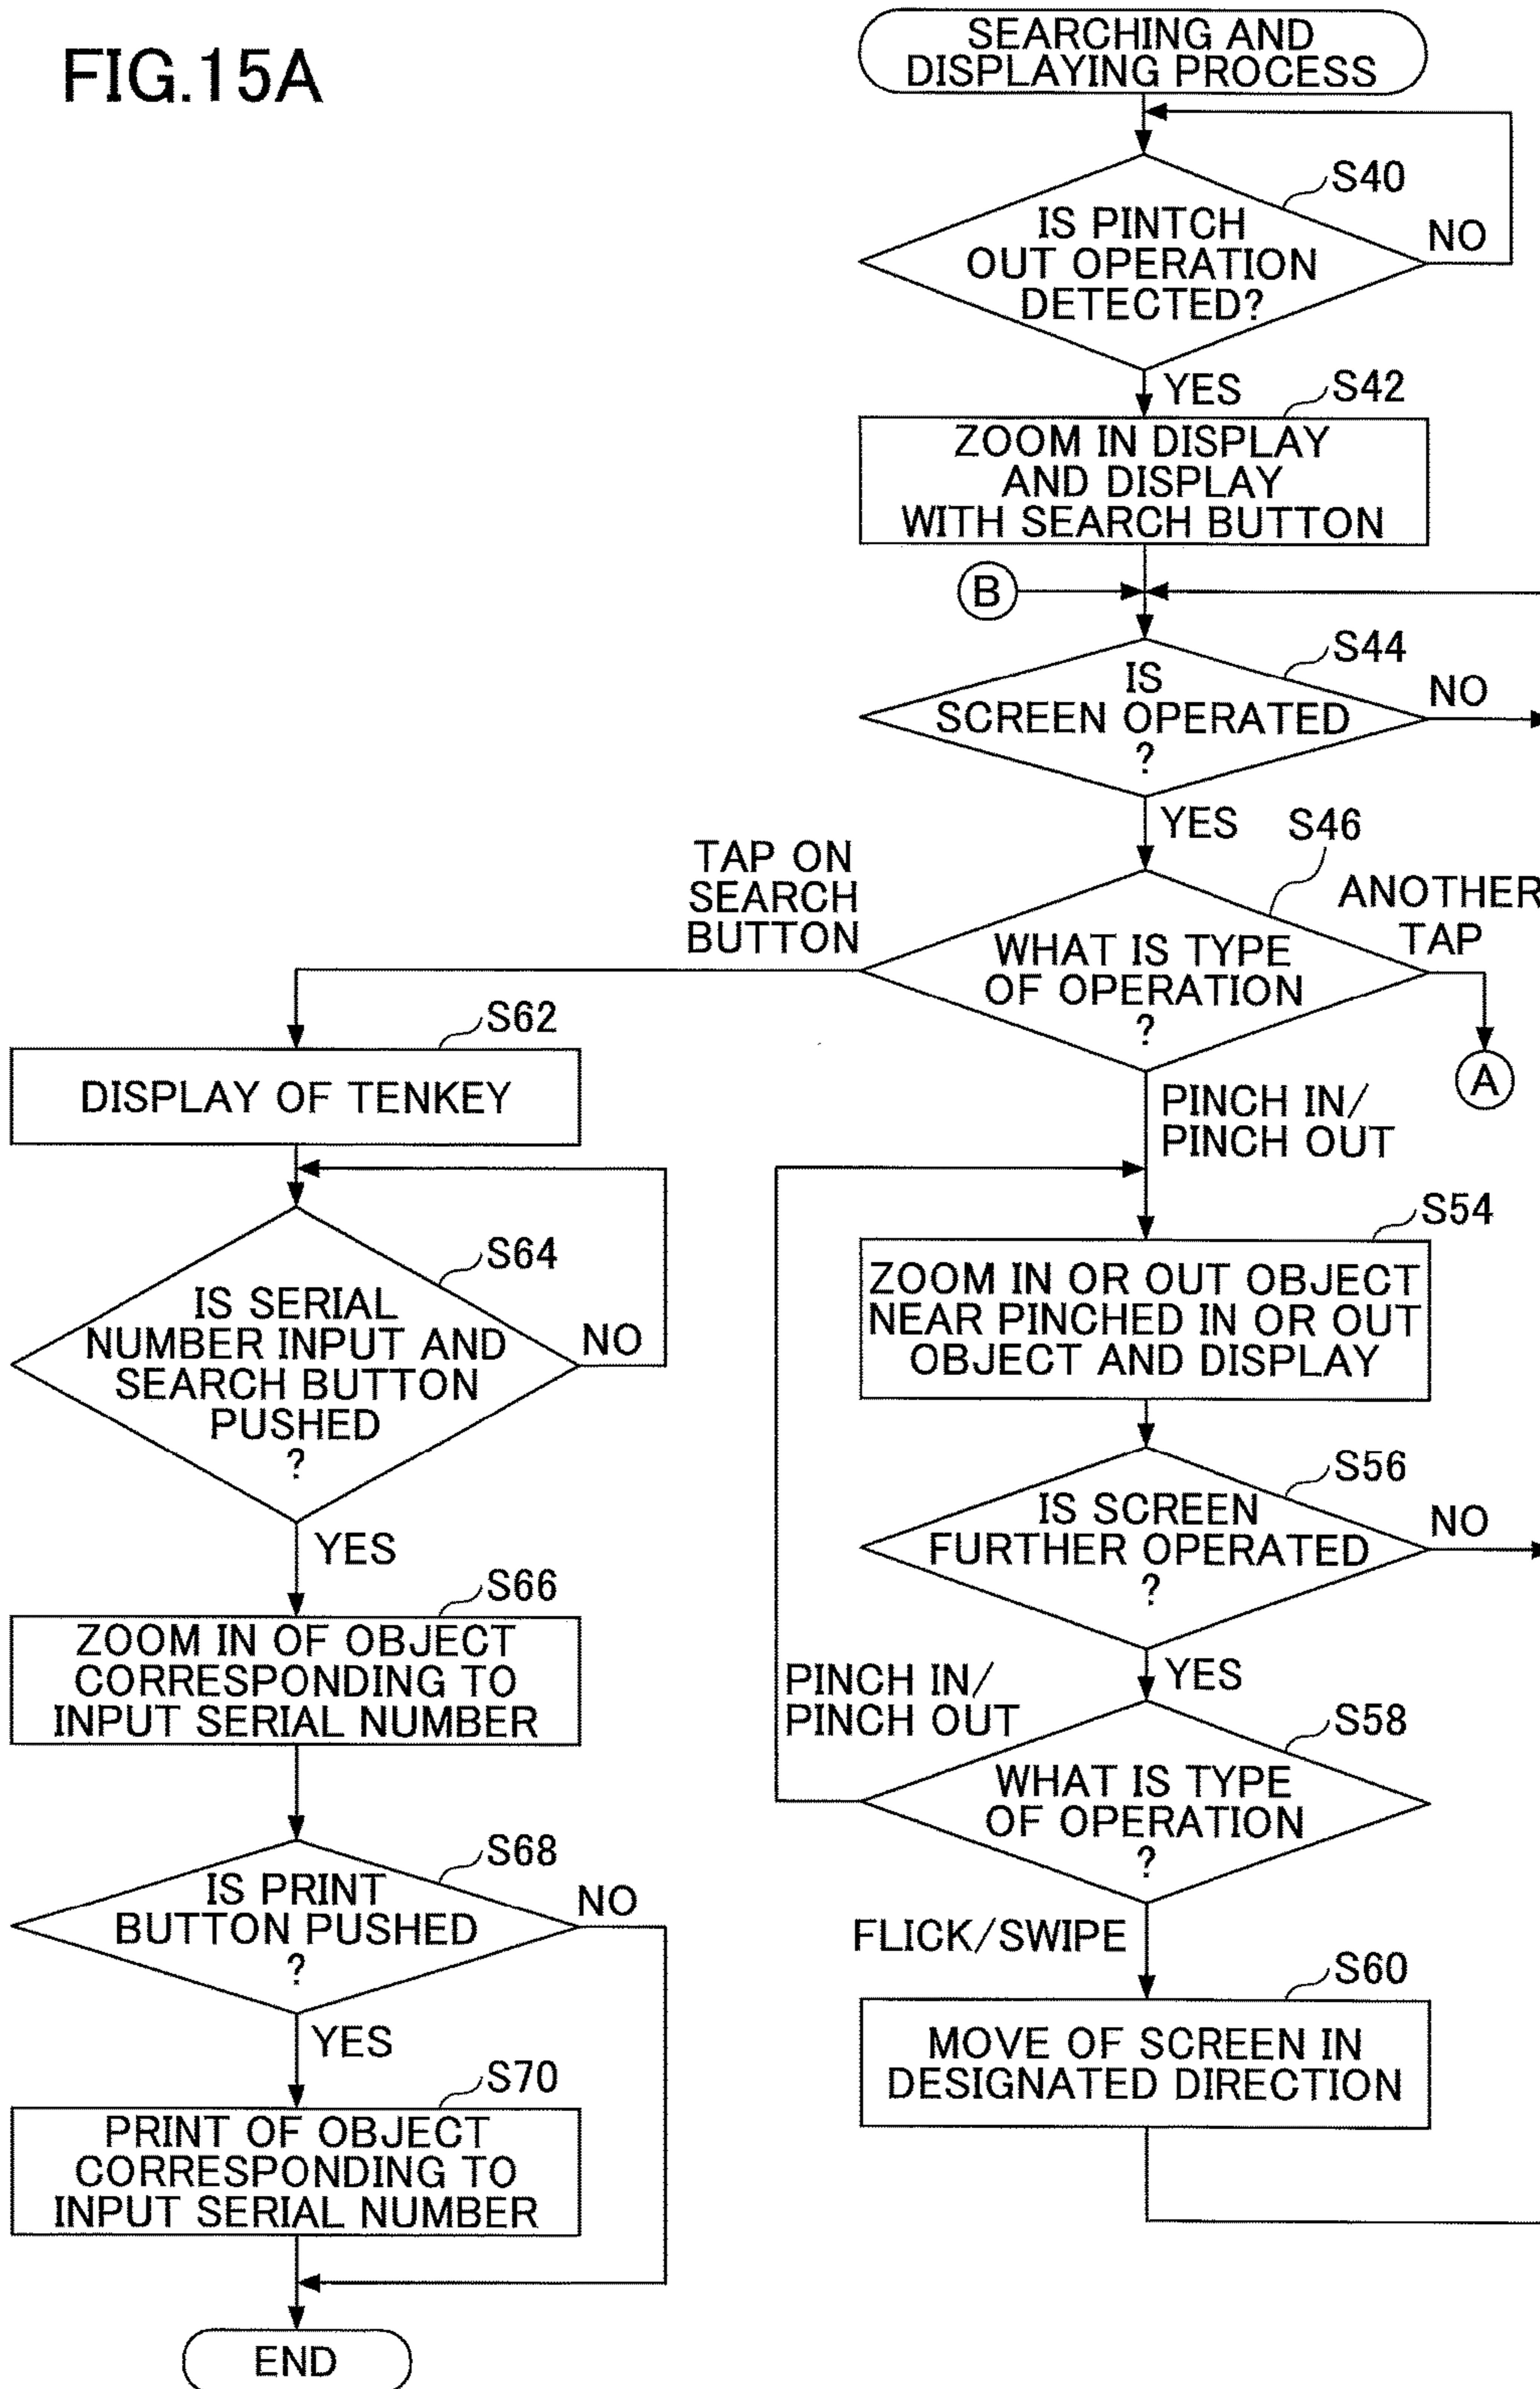 FIG.15A
SEARCHING AND
DISPLAYING PROCESS
S40
IS PINTCH
OUT OPERATION
DETECTED?
NO
YES
S42
ZOOM IN DISPLAY
AND DISPLAY
WITH SEARCH BUTTON
B
S44
IS
SCREEN OPERATED
?
NO
YES
S46
WHAT IS TYPE
OF OPERATION
?
TAP ON
SEARCH
BUTTON
ANOTHER
TAP
A
PINCH IN/
PINCH OUT
S62
DISPLAY OF TENKEY
S64
IS SERIAL
NUMBER INPUT AND
SEARCH BUTTON
PUSHED
?
NO
YES
S66
ZOOM IN OF OBJECT
CORRESPONDING TO
INPUT SERIAL NUMBER
S68
IS PRINT
BUTTON PUSHED
?
NO
YES
S70
PRINT OF OBJECT
CORRESPONDING TO
INPUT SERIAL NUMBER
END
S54
ZOOM IN OR OUT OBJECT
NEAR PINCHED IN OR OUT
OBJECT AND DISPLAY
S56
IS SCREEN
FURTHER OPERATED
?
NO
YES
PINCH IN/
PINCH OUT
S58
WHAT IS TYPE
OF OPERATION
?
FLICK/SWIPE
S60
MOVE OF SCREEN IN
DESIGNATED DIRECTION